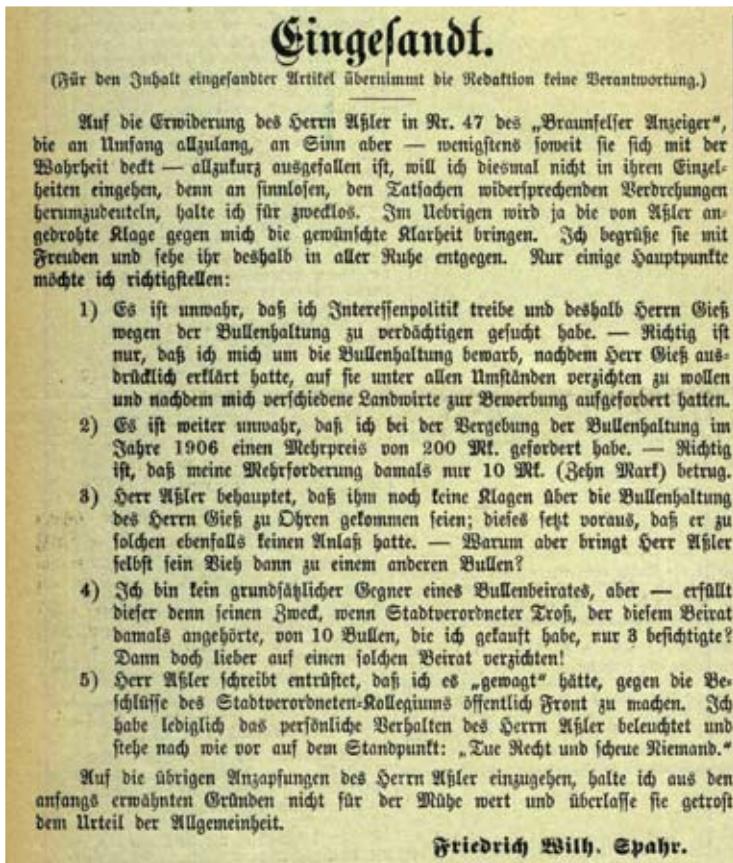 Eingesandt.
(Für den Inhalt eingesandter Artikel übernimmt die Redaktion keine Verantwortung.)
Auf die Erwiderung des Herrn Aßler in Nr. 47 des „Braunfelser Anzeiger“,
die an Umfang allzulang, an Sinn aber — wenigstens soweit sie sich mit der
Wahrheit deckt — allzukurz ausgefallen ist, will ich diesmal nicht in ihren Einzel-
heiten eingehen, denn an sinnlosen, den Tatsachen widersprechenden Verdrehungen
herumzudeuteln, halte ich für zwecklos. Im Uebrigen wird ja die von Aßler an-
gedrohte Klage gegen mich die gewünschte Klarheit bringen. Ich begrüße sie mit
Freuden und sehe ihr deshalb in aller Ruhe entgegen. Nur einige Hauptpunkte
möchte ich richtigstellen:
1) Es ist unwahr, daß ich Interessenpolitik treibe und deshalb Herrn Gieß
wegen der Bullenhaltung zu verdächtigen gesucht habe. — Richtig ist
nur, daß ich mich um die Bullenhaltung bewarb, nachdem Herr Gieß aus-
drücklich erklärt hatte, auf sie unter allen Umständen verzichten zu wollen
und nachdem mich verschiedene Landwirte zur Bewerbung aufgefordert hatten.
2) Es ist weiter unwahr, daß ich bei der Vergebung der Bullenhaltung im
Jahre 1906 einen Mehrpreis von 200 Mk. gefordert habe. — Richtig
ist, daß meine Mehrforderung damals nur 10 Mk. (Zehn Mark) betrug.
3) Herr Aßler behauptet, daß ihm noch keine Klagen über die Bullenhaltung
des Herrn Gieß zu Ohren gekommen seien; dieses setzt voraus, daß er zu
solchen ebenfalls keinen Anlaß hatte. — Warum aber bringt Herr Aßler
selbst sein Vieh dann zu einem anderen Bullen?
4) Ich bin kein grundsätzlicher Gegner eines Bullenbeirates, aber — erfüllt
dieser denn seinen Zweck, wenn Stadtverordneter Troß, der diesem Beirat
damals angehörte, von 10 Bullen, die ich gekauft habe, nur 3 besichtigte?
Dann doch lieber auf einen solchen Beirat verzichten!
5) Herr Aßler schreibt entrüstet, daß ich es „gewagt“ hätte, gegen die Be-
schlüsse des Stadtverordneten-Kollegiums öffentlich Front zu machen. Ich
habe lediglich das persönliche Verhalten des Herrn Aßler beleuchtet und
stehe nach wie vor auf dem Standpunkt: „Tue Recht und scheue Niemand.“
Auf die übrigen Anzapfungen des Herrn Aßler einzugehen, halte ich aus den
anfangs erwähnten Gründen nicht für der Mühe wert und überlasse sie getrost
dem Urteil der Allgemeinheit.
Friedrich Wilh. Spahr.